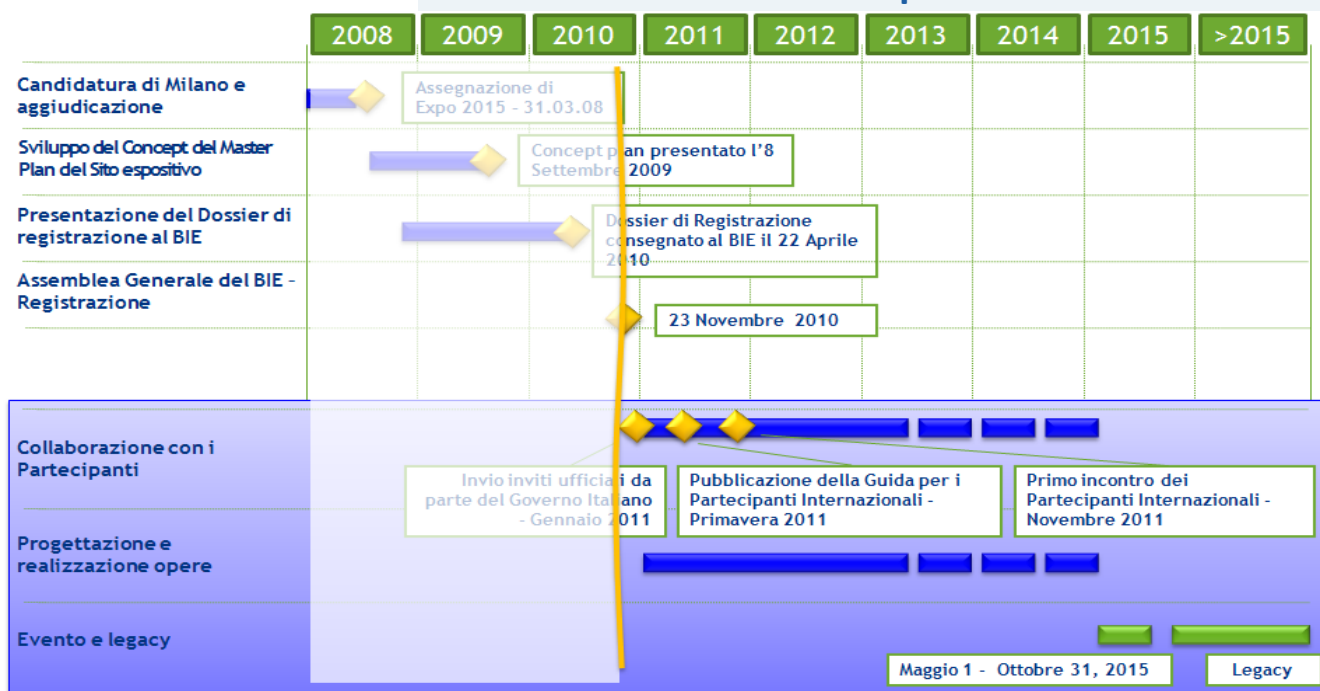 2008 2009 2010 2011 2012 2013 2014 2015 >2015
Candidatura di Milano e
aggiudicazione
Assegnazione di
Expo 2015 - 31.03.08
Sviluppo del Concept del Master
Plan del Sito espositivo
Concept plan presentato l'8
Settembre 2009
Presentazione del Dossier di
registrazione al BIE
Dossier di Registrazione
consegnato al BIE il 22 Aprile
2010
Assemblea Generale del BIE –
Registrazione
23 Novembre 2010
Collaborazione con i
Partecipanti
Invio inviti ufficiali da
parte del Governo Italiano
- Gennaio 2011
Pubblicazione della Guida per i
Partecipanti Internazionali -
Primavera 2011
Primo incontro dei
Partecipanti Internazionali -
Novembre 2011
Progettazione e
realizzazione opere
Evento e legacy
Maggio 1 - Ottobre 31, 2015
Legacy